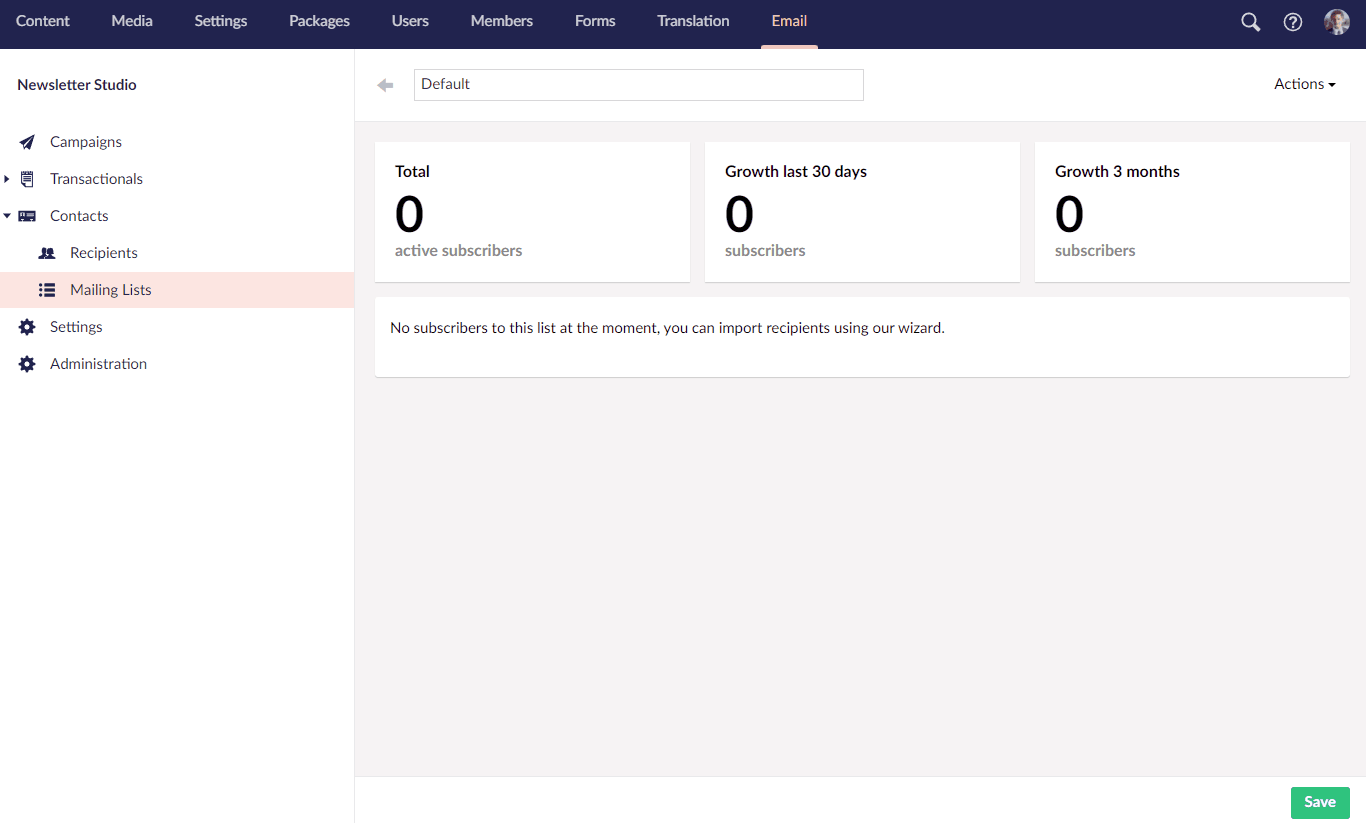 Content Media Settings Packages Users Members Forms Translation Email
Newsletter Studio
Default
Actions
Campaigns
Transactionals
Contacts
Recipients
Mailing Lists
Settings
Administration
Total
0
active subscribers
Growth last 30 days
0
subscribers
Growth 3 months
0
subscribers
No subscribers to this list at the moment, you can import recipients using our wizard.
Save